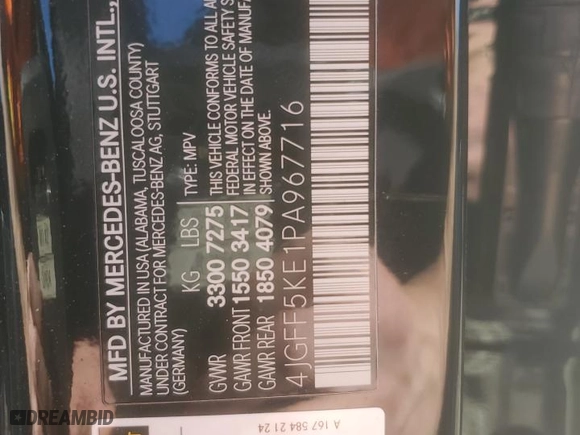 MFD BY MERCEDES-BENZ U.S. INTL.,
MANUFACTURED IN USA (ALABAMA, TUSCALOOSA COUNTY)
UNDER CONTRACT FOR MERCEDES-BENZ AG, STUTTGART
(GERMANY)
KG LBS TYPE: MPV
GVWR 3300 7275
GAWR FRONT 1550 3417
GAWR REAR 1850 4079
THIS VEHICLE CONFORMS TO ALL
FEDERAL MOTOR VEHICLE SAFETY
IN EFFECT ON THE DATE OF
SHOWN ABOVE.
4JGFF5KE1PA967716
A 167 584 21 24
DREAMBID